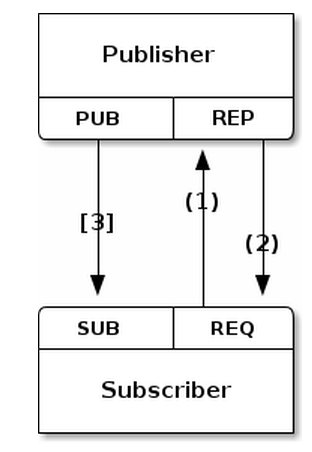 Publisher
PUB REP
(1)
[3]
(2)
SUB REQ
Subscriber